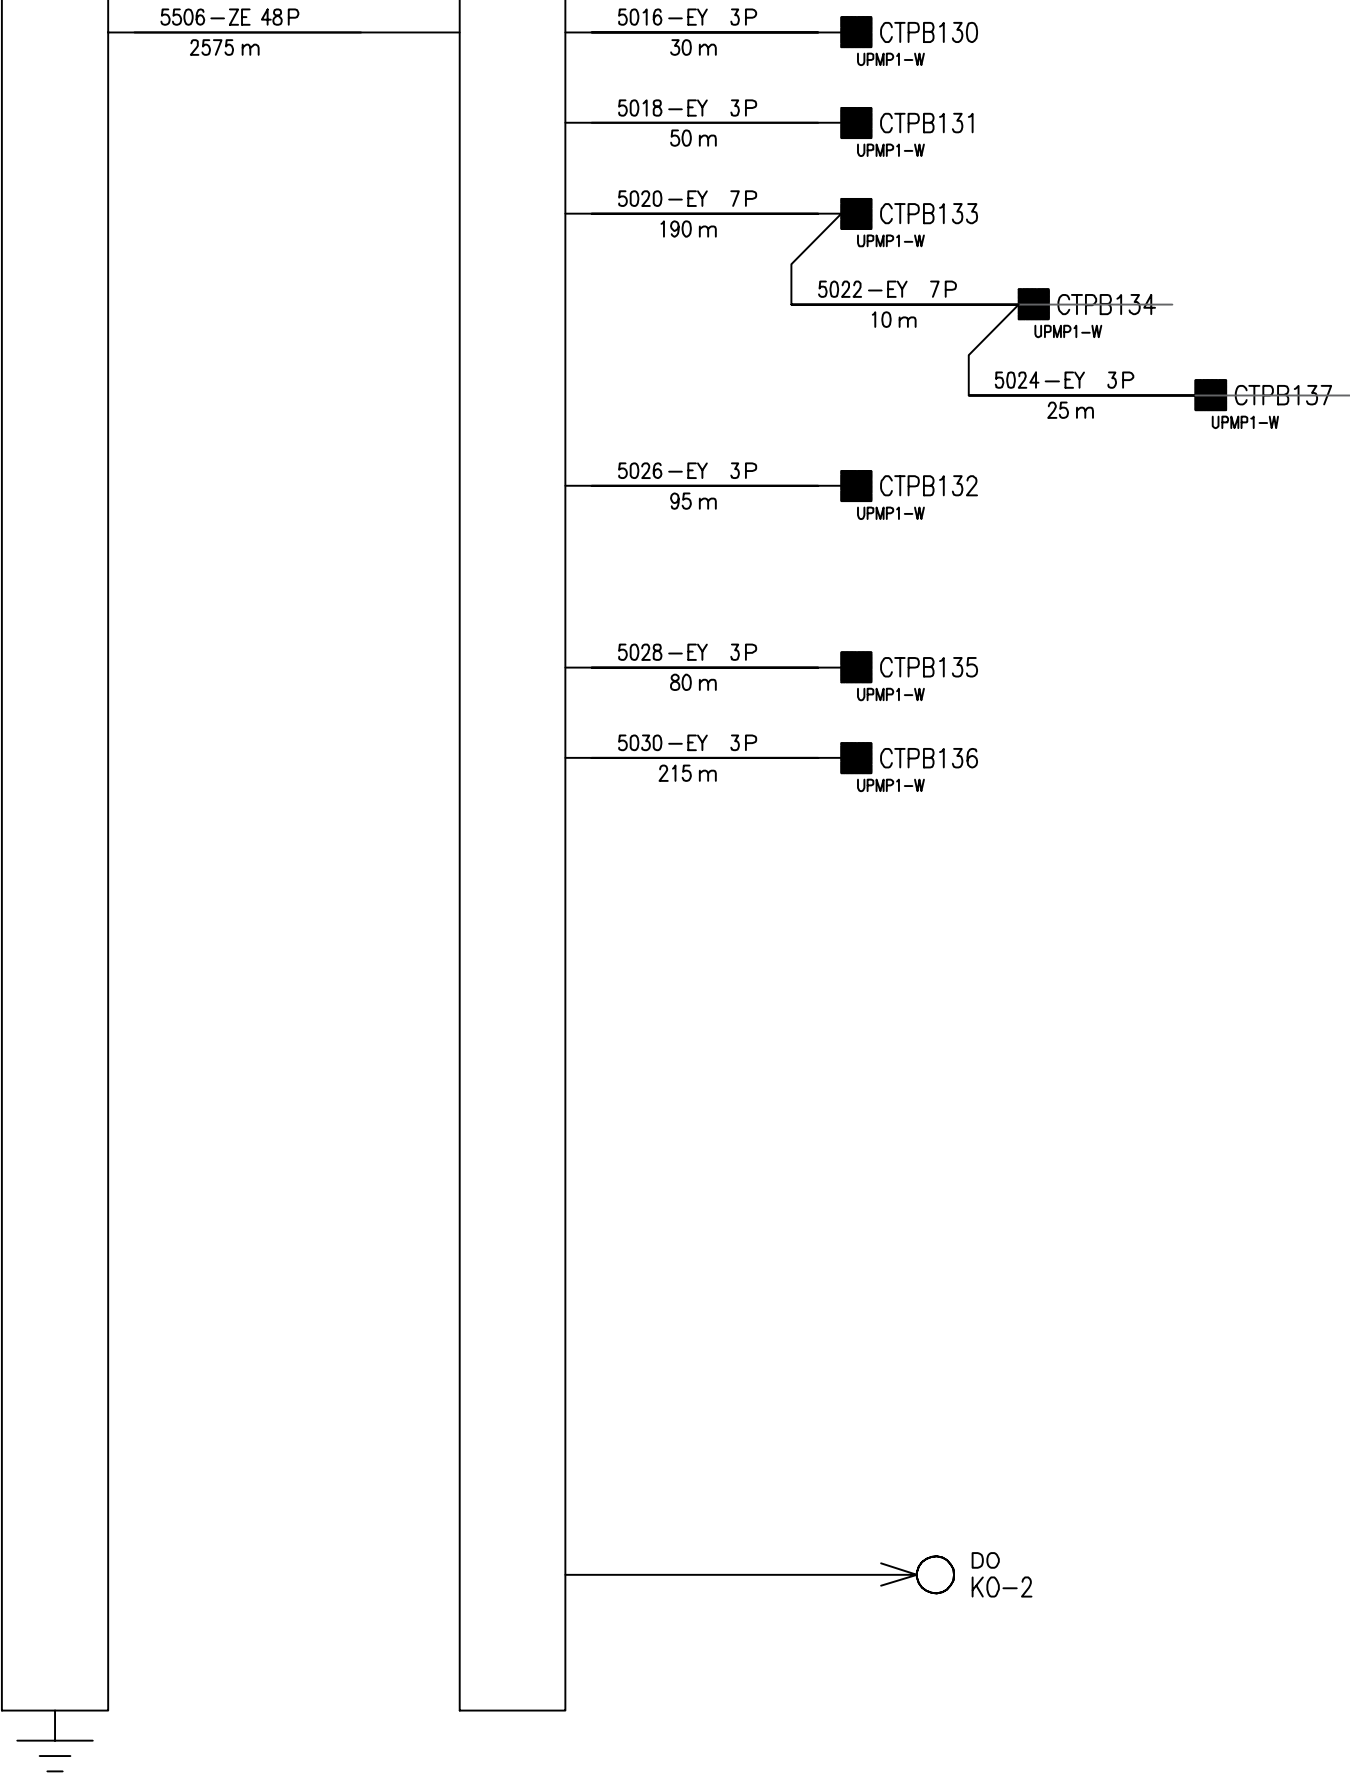 5506-ZE 48P
2575 m
5016-EY 3P
30 m
CTPB130
UPMP1-W
5018-EY 3P
50 m
CTPB131
UPMP1-W
5020-EY 7P
190 m
CTPB133
UPMP1-W
5022-EY 7P
10 m
CTPB134
UPMP1-W
5024-EY 3P
25 m
CTPB137
UPMP1-W
5026-EY 3P
95 m
CTPB132
UPMP1-W
5028-EY 3P
80 m
CTPB135
UPMP1-W
5030-EY 3P
215 m
CTPB136
UPMP1-W
DO
KO-2